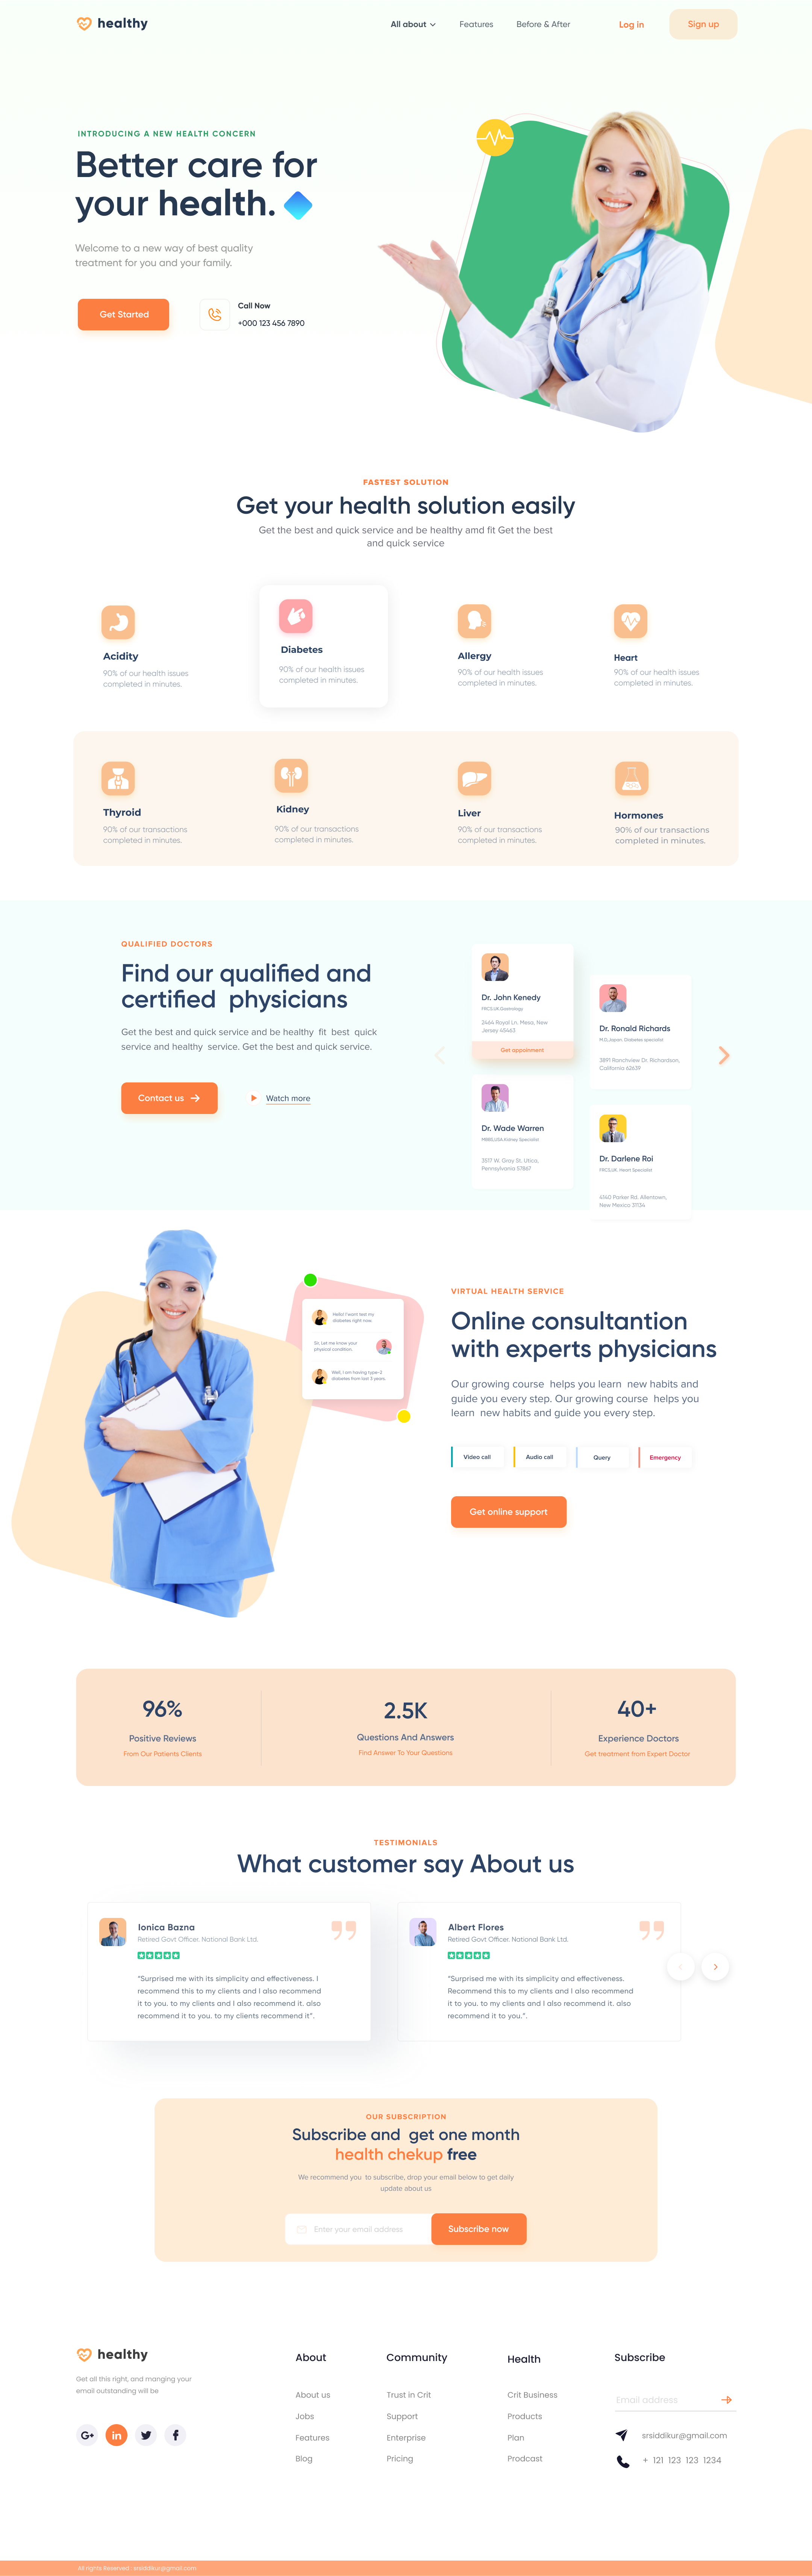 healthy
All about
Features
Before & After
Log in
Sign up
INTRODUCING A NEW HEALTH CONCERN
Better care for
your health.
Welcome to a new way of best quality
treatment for you and your family.
Get Started
Call Now
+000 123 456 7890
FASTEST SOLUTION
Get your health solution easily
Get the best and quick service and be healthy amd fit Get the best
and quick service
Acidity
90% of our health issues
completed in minutes.
Diabetes
90% of our health issues
completed in minutes.
Allergy
90% of our health issues
completed in minutes.
Heart
90% of our health issues
completed in minutes.
Thyroid
90% of our transactions
completed in minutes.
Kidney
90% of our transactions
completed in minutes.
Liver
90% of our transactions
completed in minutes.
Hormones
90% of our transactions
completed in minutes.
QUALIFIED DOCTORS
Find our qualified and
certified physicians
Get the best and quick service and be healthy fit best quick
service and healthy service. Get the best and quick service.
Contact us
Watch more
Dr. John Kenedy
2464 Royal Ln. Mesa, New
Jersey 45463
Get appoinment
Dr. Ronald Richards
M.D,Japan. Diabetes specialist
3891 Ranchview Dr. Richardson,
California 62639
Dr. Wade Warren
MBBS,USA Kidney Specialist
3517 W. Gray St. Utica,
Pennsylvania 57867
Dr. Darlene Roi
FRCS,UK. Heart Specialist
4140 Parker Rd. Allentown,
New Mexico 31134
Hello! I want test my
diabetes right now.
Sir, Let me know your
physical condition.
Well, I am having type-2
diabetes from last 3 years.
VIRTUAL HEALTH SERVICE
Online consultantion
with experts physicians
Our growing course helps you learn new habits and
guide you every step. Our growing course helps you
learn new habits and guide you every step.
Video call
Audio call
Query
Emergency
Get online support
96%
Positive Reviews
From Our Patients Clients
2.5K
Questions And Answers
Find Answer To Your Questions
40+
Experience Doctors
Get treatment from Expert Doctor
TESTIMONIALS
What customer say About us
Ionica Bazna
Retired Govt Officer. National Bank Ltd.
“Surprised me with its simplicity and effectiveness. I
recommend this to my clients and I also recommend
it to you. to my clients and I also recommend it. also
recommend it to you. to my clients recommend it”.
Albert Flores
Retired Govt Officer. National Bank Ltd.
“Surprised me with its simplicity and effectiveness.
Recommend this to my clients and I also recommend
it to you. to my clients and I also recommend it. also
recommend it to you.”.
OUR SUBSCRIPTION
Subscribe and get one month
health chekup free
We recommend you to subscribe, drop your email below to get daily
update about us
Enter your email address
Subscribe now
healthy
Get all this right, and manging your
email outstanding will be
G+
in
f
About
About us
Jobs
Features
Blog
Community
Trust in Crit
Support
Enterprise
Pricing
Health
Crit Business
Products
Plan
Prodcast
Subscribe
Email address
srsiddikur@gmail.com
+ 121 123 123 1234
All rights Reserved : srsiddikur@gmail.com